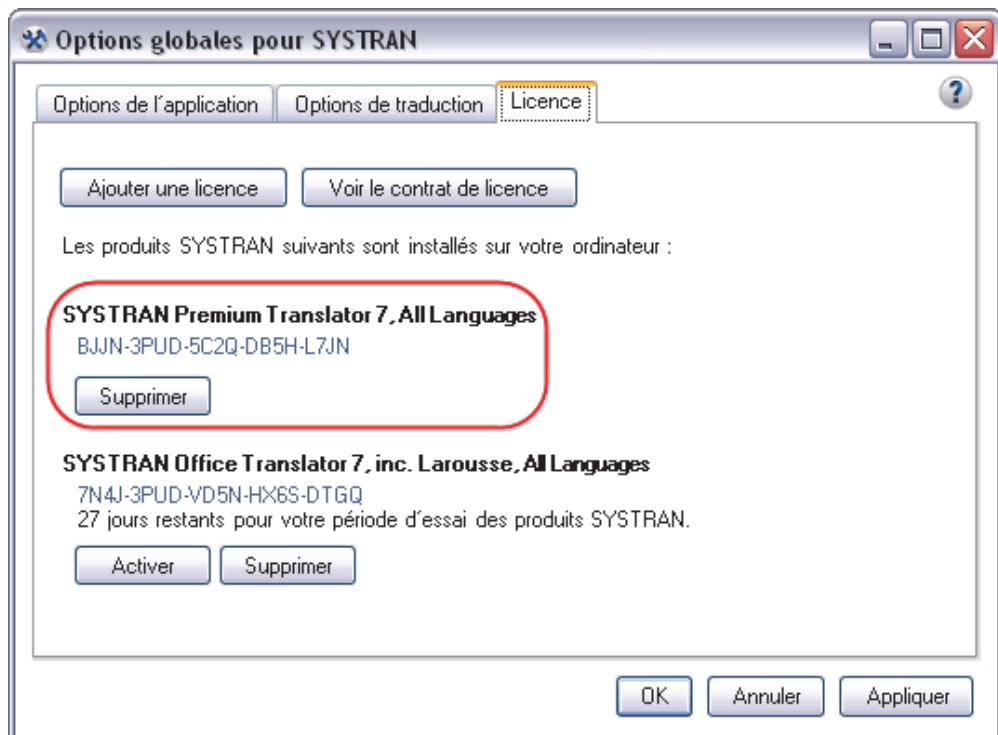 Options globales pour SYSTRAN
Options de l'application
Options de traduction
Licence
?
Ajouter une licence
Voir le contrat de licence
Les produits SYSTRAN suivants sont installés sur votre ordinateur :
SYSTRAN Premium Translator 7, All Languages
BJJN-3PUD-5C2Q-DB5H-L7JN
Supprimer
SYSTRAN Office Translator 7, inc. Larousse, All Languages
7N4J-3PUD-VD5N-HX6S-DTGQ
27 jours restants pour votre période d'essai des produits SYSTRAN.
Activer
Supprimer
OK
Annuler
Appliquer